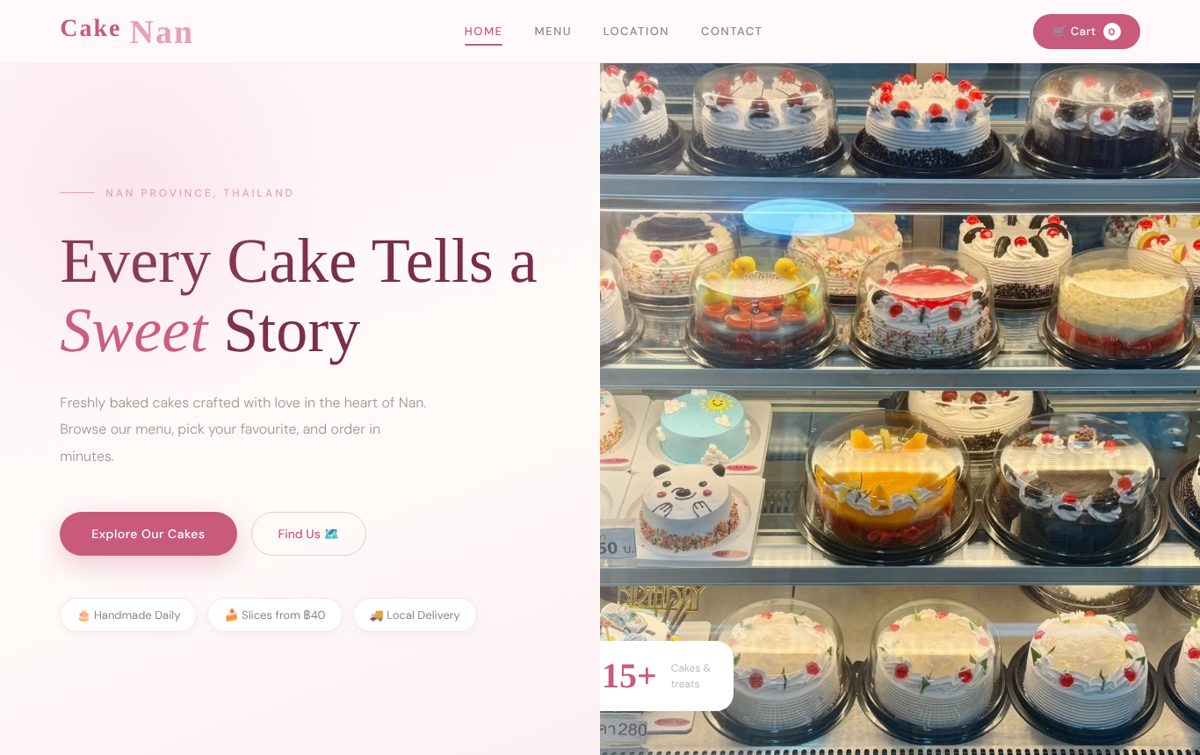 Cake Nan
HOME
MENU
LOCATION
CONTACT
🛒 Cart 0
NAN PROVINCE, THAILAND
Every Cake Tells a
Sweet Story
Freshly baked cakes crafted with love in the heart of Nan.
Browse our menu, pick your favourite, and order in
minutes.
Explore Our Cakes
Find Us 🗺️
🎂 Handmade Daily
🍰 Slices from ฿40
🚚 Local Delivery
BIRTHDAY
15+
Cakes &
treats